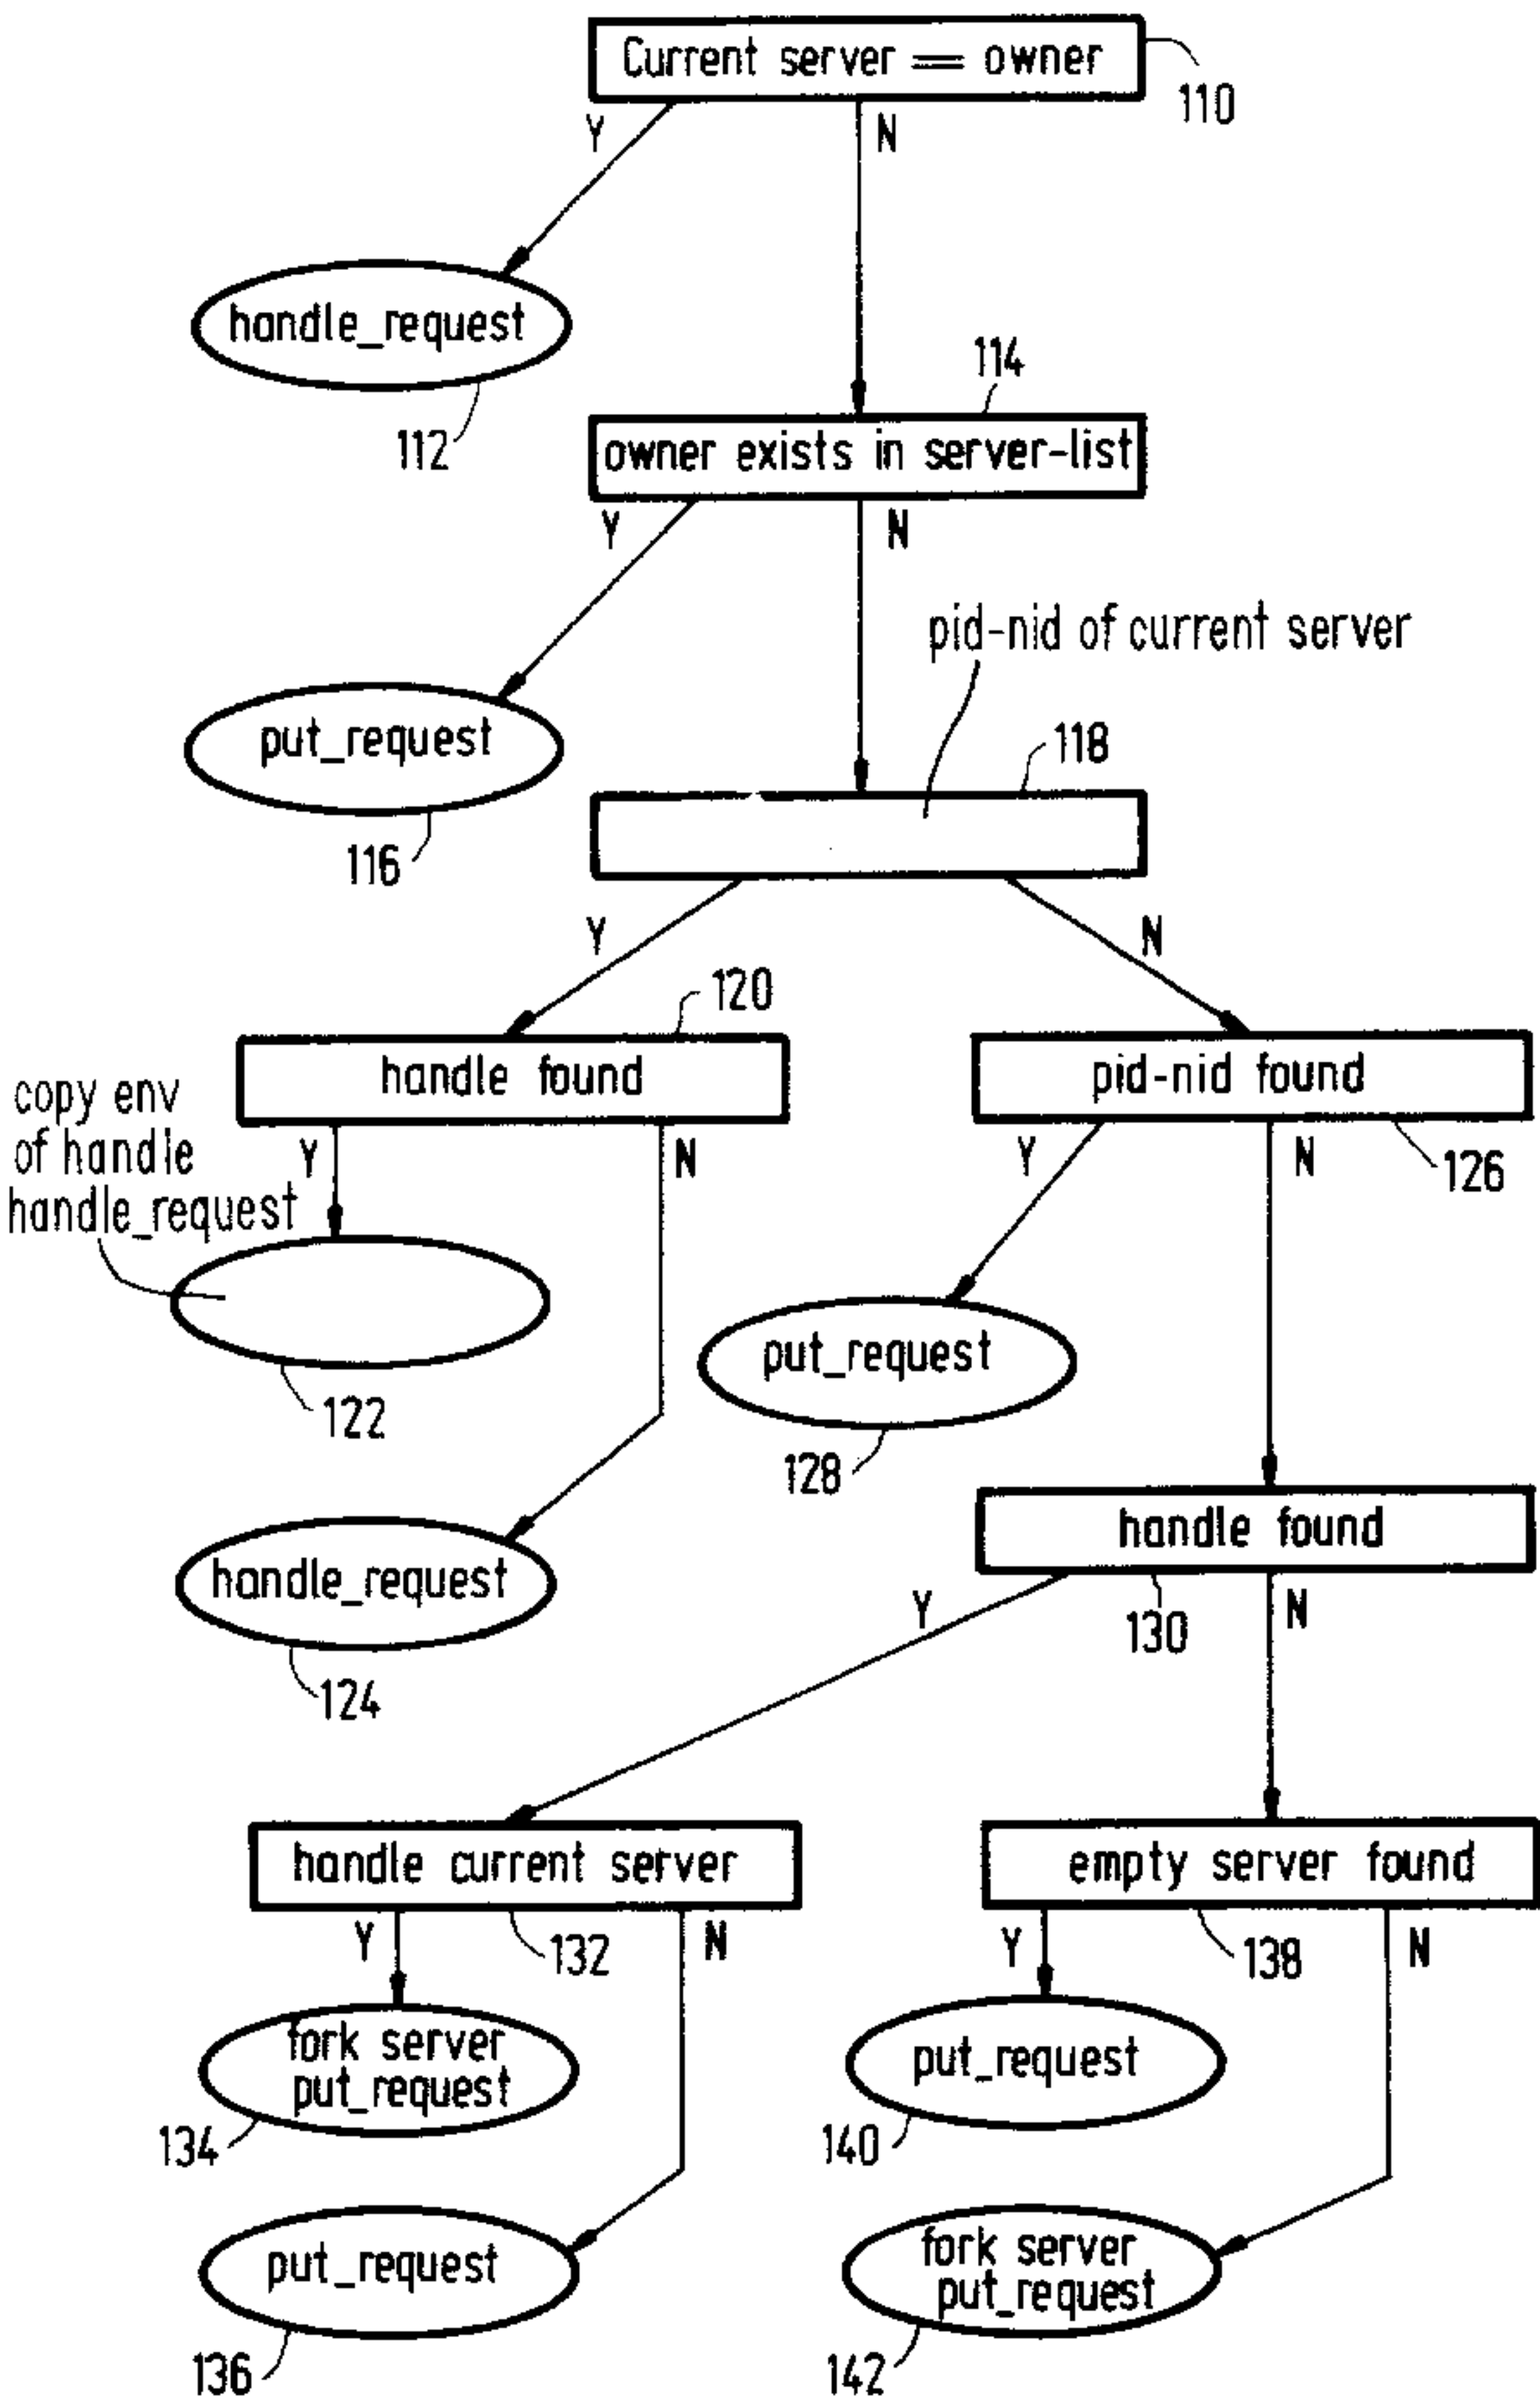 Current server == owner
110
Y
N
handle_request
112
114
owner exists in server-list
Y
N
pid-nid of current server
put_request
116
118
Y
N
120
handle found
pid-nid found
copy env
of handle
handle_request
Y
N
Y
N
126
122
put_request
128
handle found
handle_request
124
Y
130
N
handle current server
empty server found
Y
132
N
Y
138
N
fork server
put_request
134
put_request
140
put_request
136
fork server
put_request
142